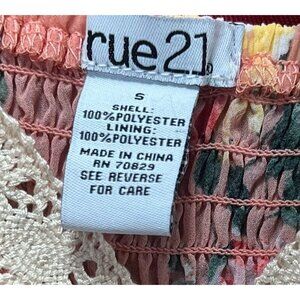 rue21
S
SHELL:
100%POLYESTER
LINING:
100%POLYESTER
MADE IN CHINA
RN 70829
SEE REVERSE
FOR CARE